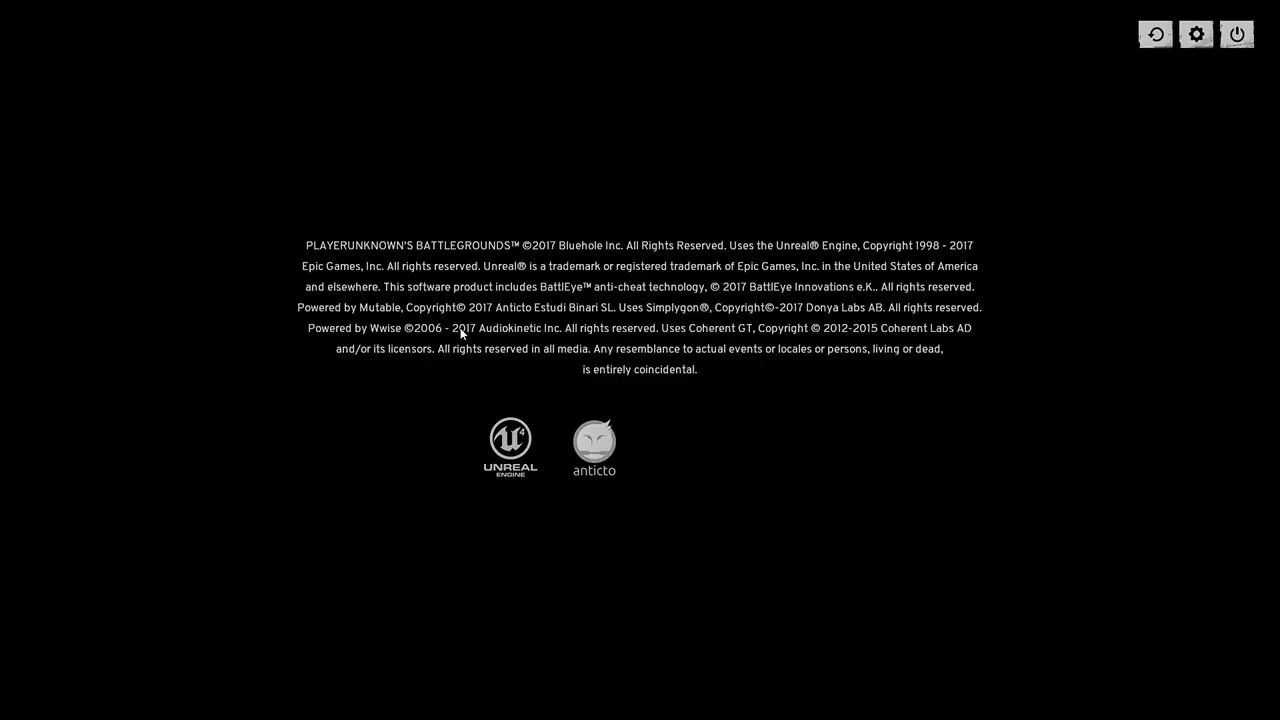 PLAYERUNKNOWN'S BATTLEGROUNDS™ ©2017 Bluehole Inc. All Rights Reserved. Uses the Unreal® Engine, Copyright 1998 - 2017
Epic Games, Inc. All rights reserved. Unreal® is a trademark or registered trademark of Epic Games, Inc. in the United States of America
and elsewhere. This software product includes BattlEye™ anti-cheat technology, © 2017 BattlEye Innovations e.K.. All rights reserved.
Powered by Mutable, Copyright© 2017 Anticto Estudi Binari SL. Uses Simplygon®, Copyright©-2017 Donya Labs AB. All rights reserved.
Powered by Wwise ©2006 - 2017 Audiokinetic Inc. All rights reserved. Uses Coherent GT, Copyright © 2012-2015 Coherent Labs AD
and/or its licensors. All rights reserved in all media. Any resemblance to actual events or locales or persons, living or dead,
is entirely coincidental.
U4
UNREAL
ENGINE
anticto